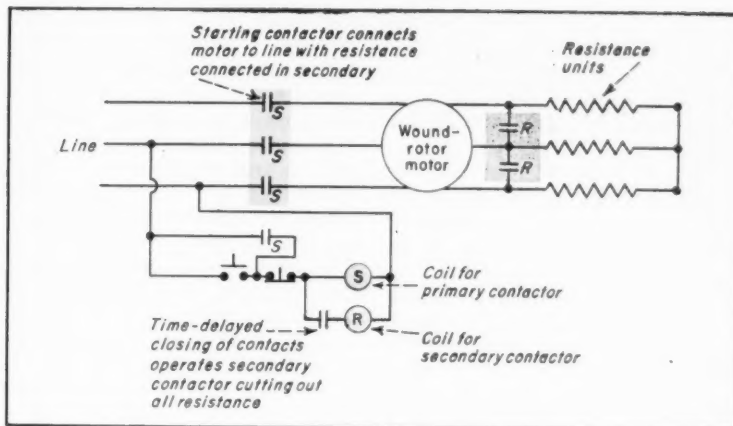 Starting contactor connects
motor to line with resistance
connected in secondary
Resistance
units
S
R
Line
S
Wound-
rotor
motor
R
S
S
S
Coil for
primary contactor
R
Time-delayed
closing of contacts
operates secondary
contactor cutting out
all resistance
Coil for
secondary contactor